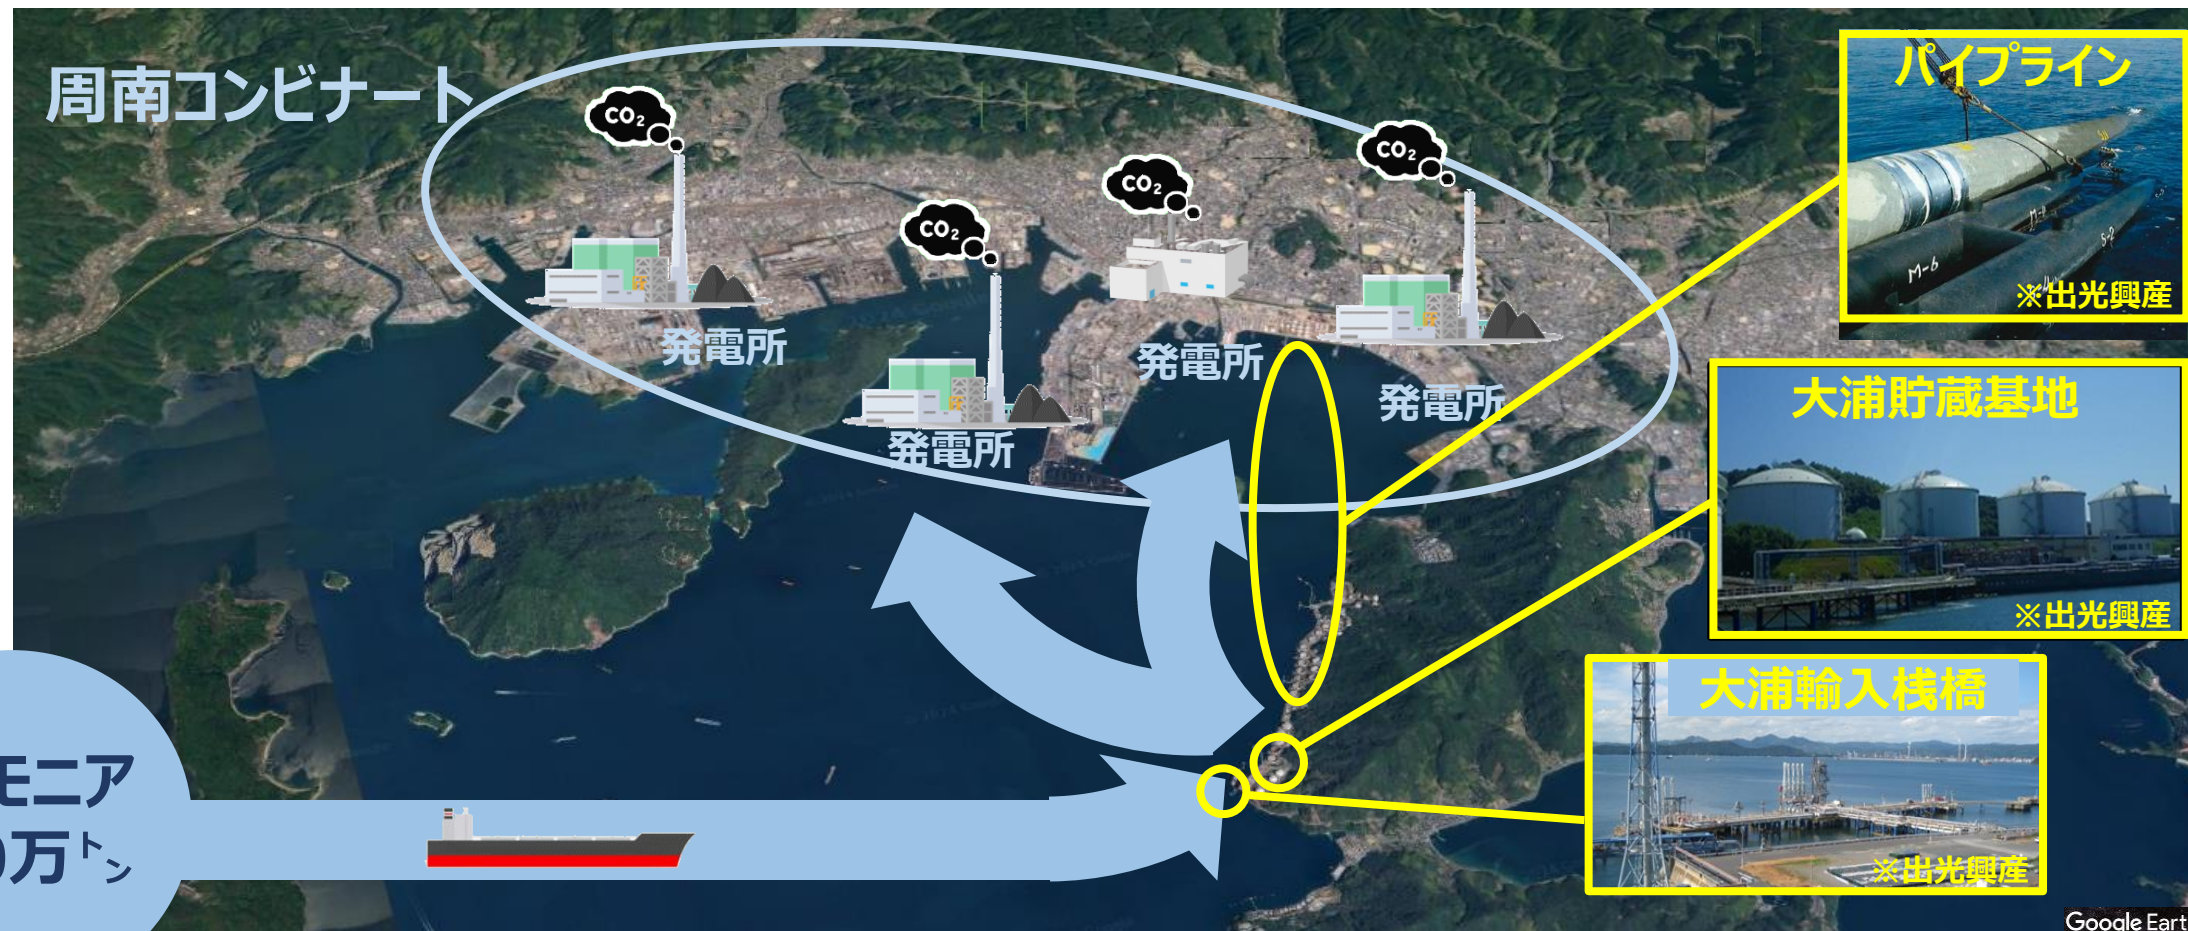 周南コンビナート
CO₂
CO₂
CO₂
CO₂
発電所
発電所
発電所
発電所
パイプライン
M-6
※出光興産
大浦貯蔵基地
※出光興産
大浦輸入桟橋
※出光興産
モニア
万トン
Google Eart